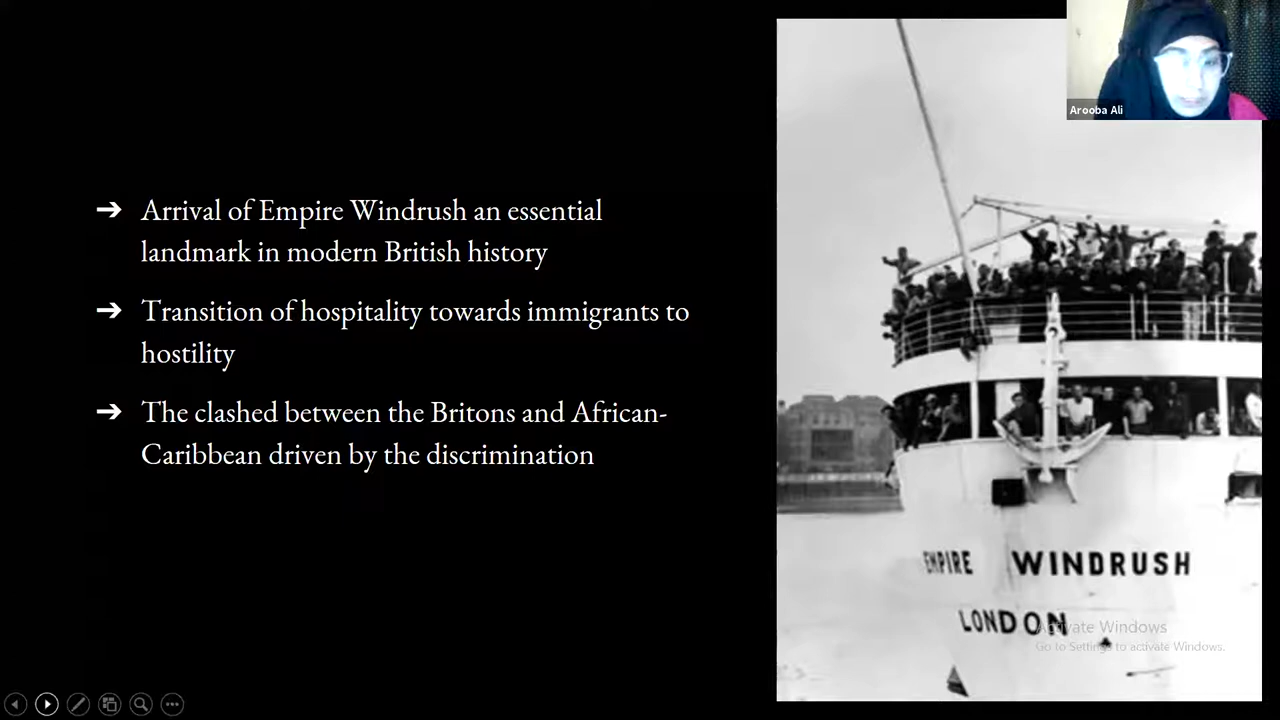 Arooba Ali
➔ Arrival of Empire Windrush an essential
landmark in modern British history
➔ Transition of hospitality towards immigrants to
hostility
➔ The clashed between the Britons and African-
Caribbean driven by the discrimination
EMPIRE WINDRUSH
LONDON
Activate Windows
Go to Settings to activate Windows.